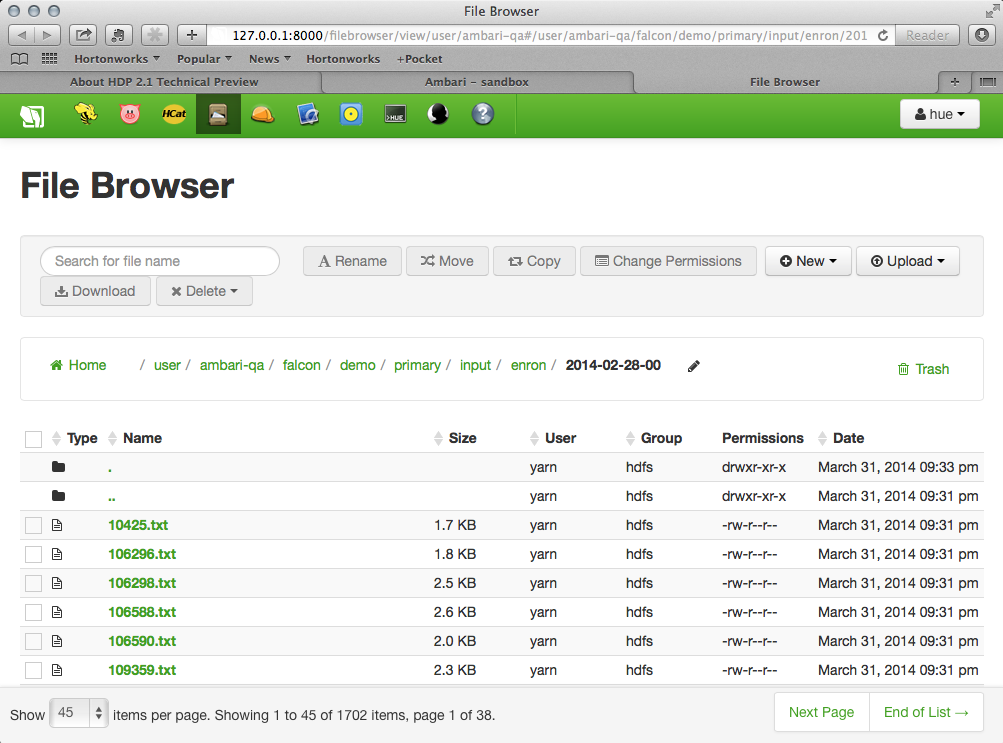 File Browser
127.0.0.1:8000/filebrowser/view/user/ambari-qa#/user/ambari-qa/falcon/demo/primary/input/enron/201 Reader
Hortonworks Popular News Hortonworks +Pocket
About HDP 2.1 Technical Preview Ambari – sandbox File Browser +
HCat >HUE ? hue
File Browser
Search for file name A Rename Move Copy Change Permissions New Upload
Download Delete
Home / user / ambari-qa / falcon / demo / primary / input / enron / 2014-02-28-00 Trash
Type Name Size User Group Permissions Date
. yarn hdfs drwxr-xr-x March 31, 2014 09:33 pm
.. yarn hdfs drwxr-xr-x March 31, 2014 09:31 pm
10425.txt 1.7 KB yarn hdfs -rw-r--r-- March 31, 2014 09:31 pm
106296.txt 1.8 KB yarn hdfs -rw-r--r-- March 31, 2014 09:31 pm
106298.txt 2.5 KB yarn hdfs -rw-r--r-- March 31, 2014 09:31 pm
106588.txt 2.6 KB yarn hdfs -rw-r--r-- March 31, 2014 09:31 pm
106590.txt 2.0 KB yarn hdfs -rw-r--r-- March 31, 2014 09:31 pm
109359.txt 2.3 KB yarn hdfs -rw-r--r-- March 31, 2014 09:31 pm
Show 45 items per page. Showing 1 to 45 of 1702 items, page 1 of 38. Next Page End of List →